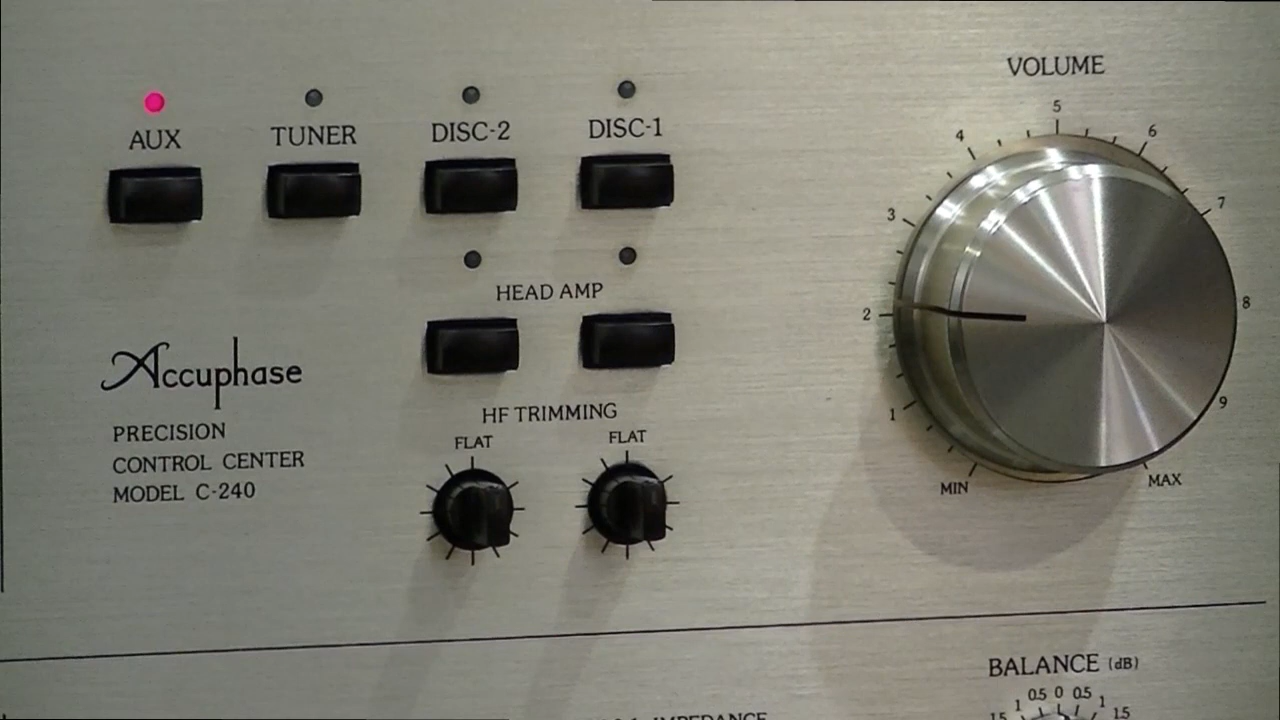 VOLUME
AUX TUNER DISC-2 DISC-1
4 5 6
3 7
HEAD AMP
2 8
Accuphase
1 9
HF TRIMMING
PRECISION
CONTROL CENTER
MODEL C-240
FLAT FLAT
MIN MAX
BALANCE (dB)
1.5 1 0.5 0 0.5 1 1.5
IMPEDANCE